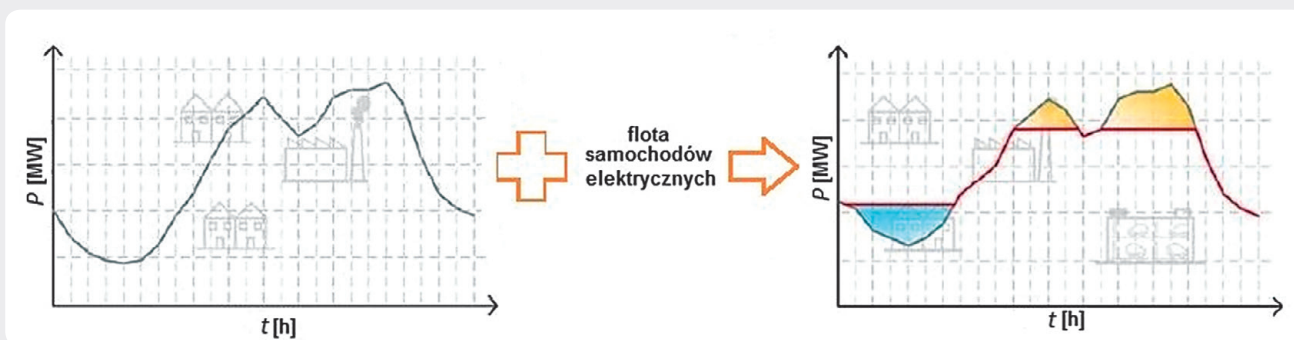 P [MW]
t [h]
flota
samochodów
elektrycznych
P [MW]
t [h]